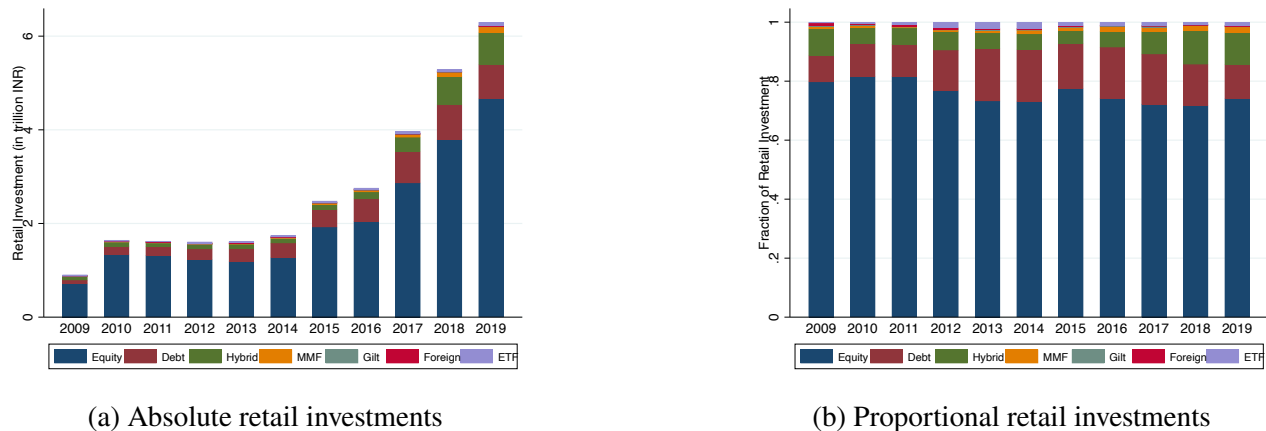 Retail Investment (in trillion INR)
6
4
2
0
2009 2010 2011 2012 2013 2014 2015 2016 2017 2018 2019
Equity Debt Hybrid MMF Gilt Foreign ETF
(a) Absolute retail investments
Fraction of Retail Investment
1
.8
.6
.4
.2
0
2009 2010 2011 2012 2013 2014 2015 2016 2017 2018 2019
Equity Debt Hybrid MMF Gilt Foreign ETF
(b) Proportional retail investments